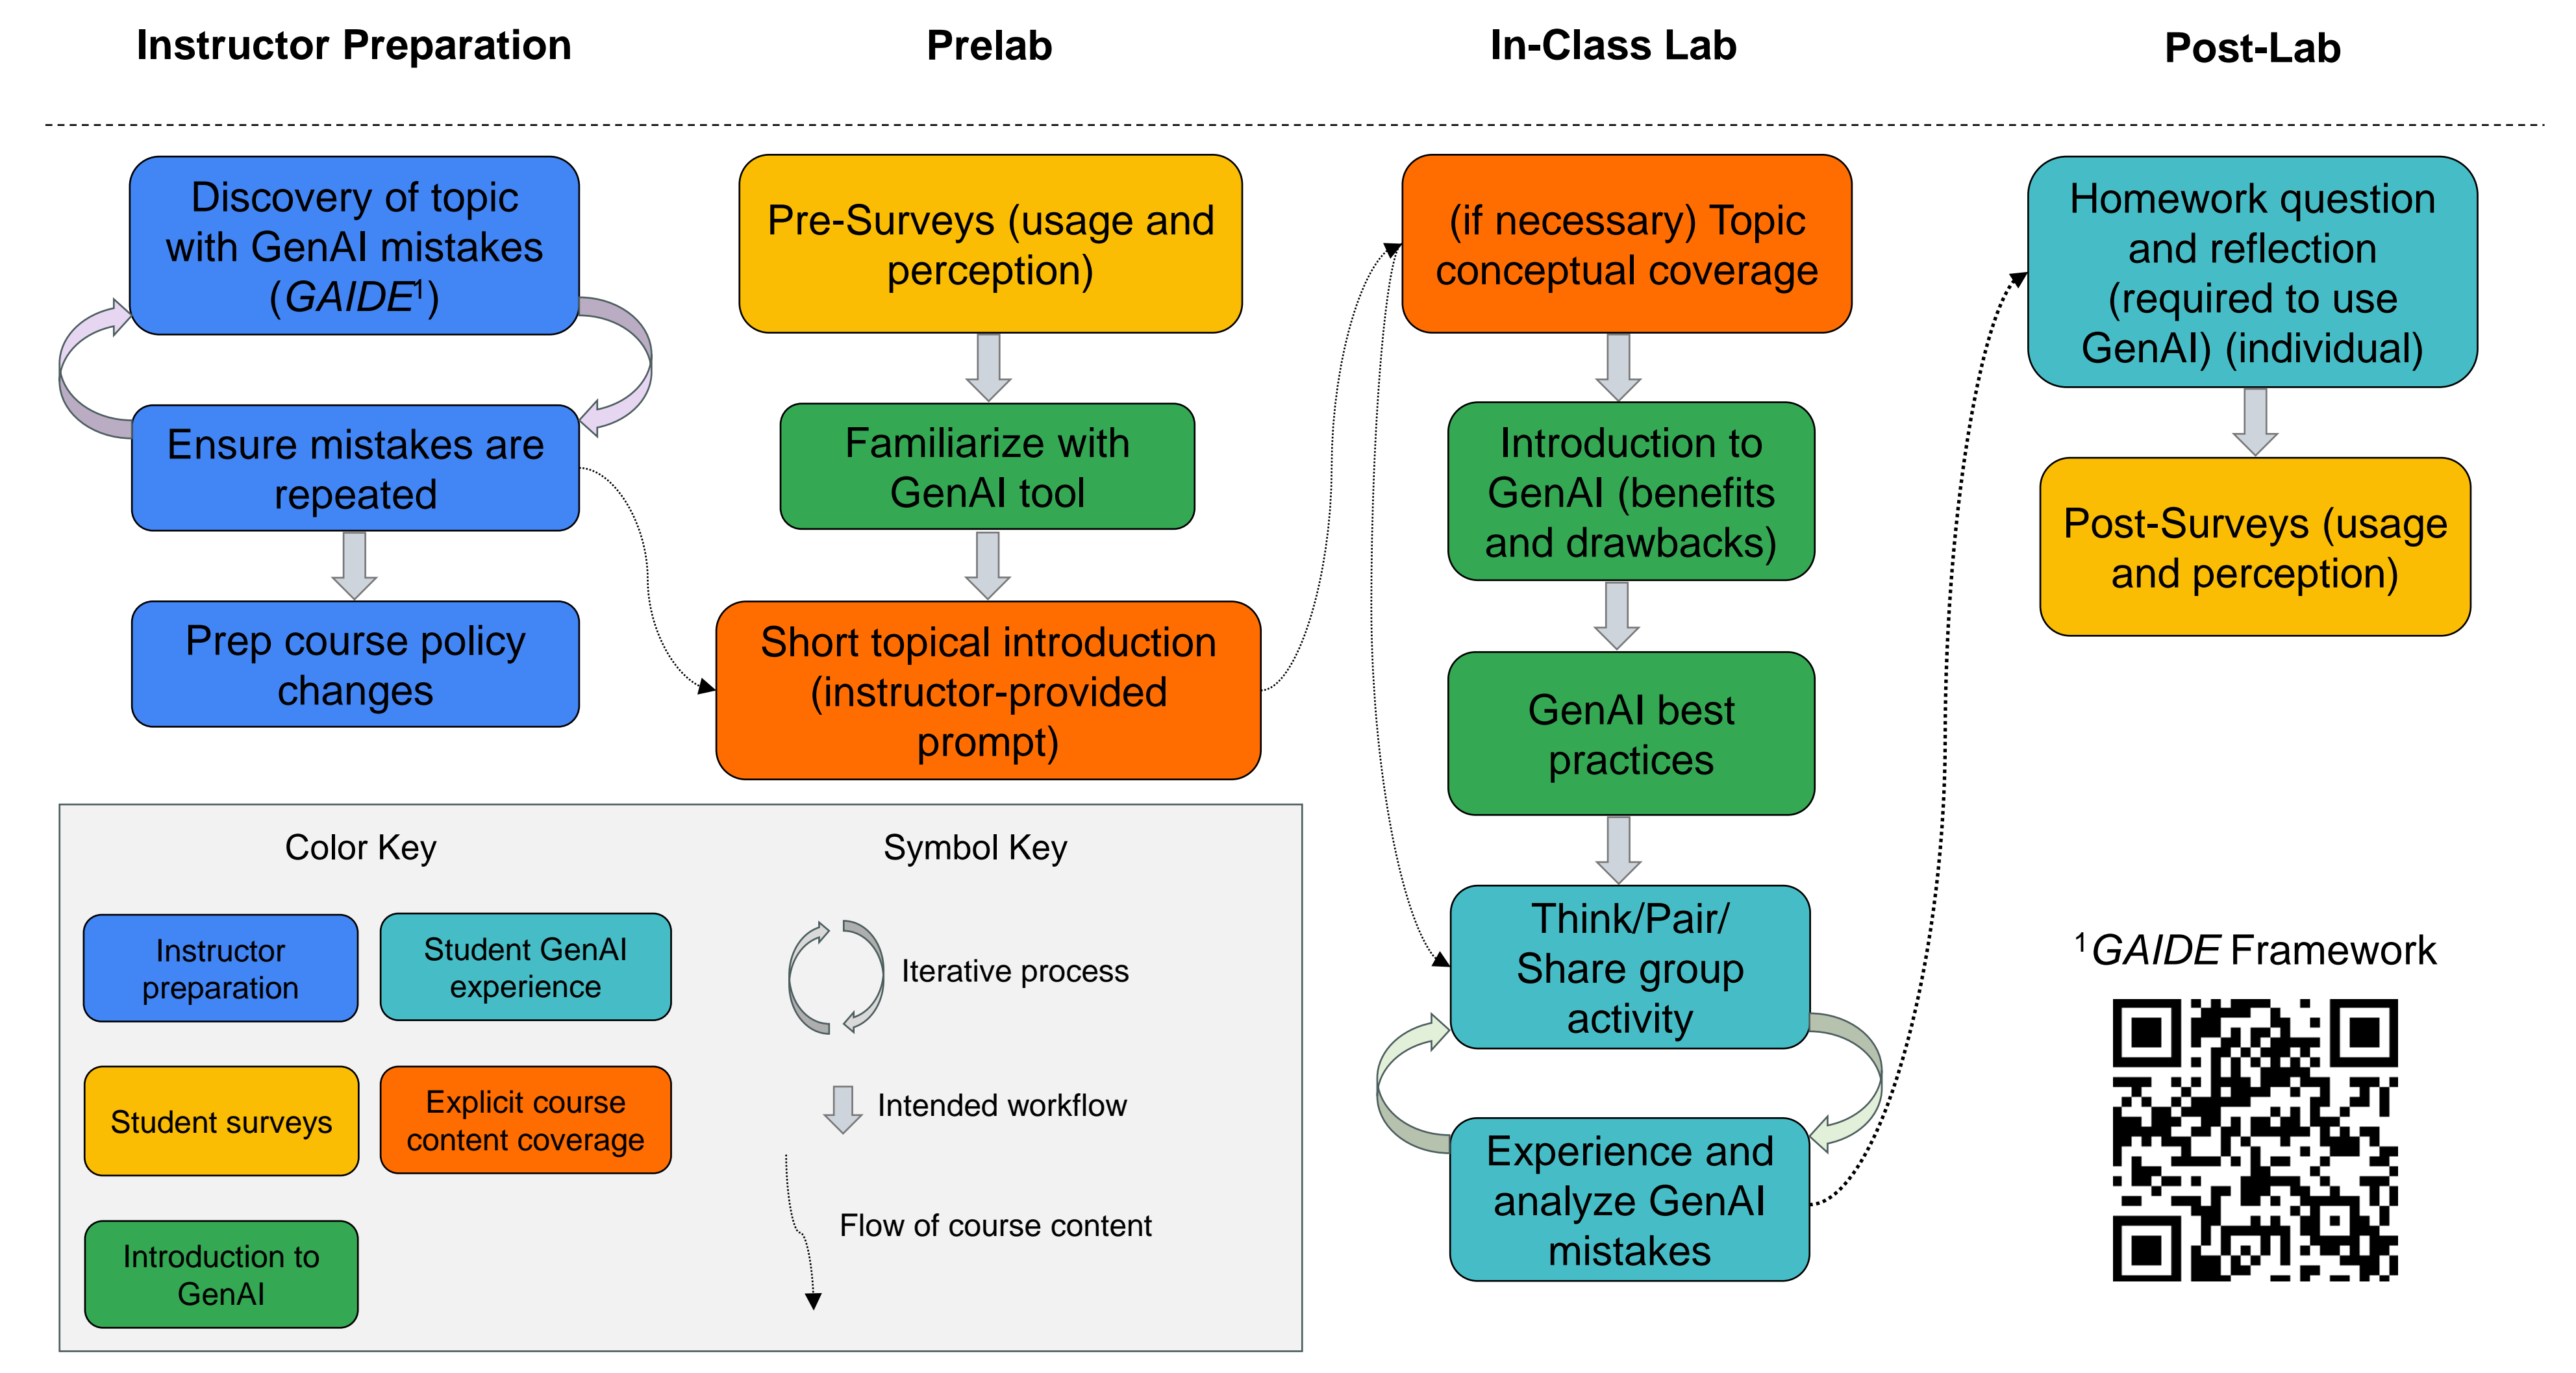 Instructor Preparation
Prelab
In-Class Lab
Post-Lab
Discovery of topic
with GenAI mistakes
(GAIDE¹)
Ensure mistakes are
repeated
Prep course policy
changes
Pre-Surveys (usage and
perception)
Familiarize with
GenAI tool
Short topical introduction
(instructor-provided
prompt)
(if necessary) Topic
conceptual coverage
Introduction to
GenAI (benefits
and drawbacks)
GenAI best
practices
Think/Pair/
Share group
activity
Experience and
analyze GenAI
mistakes
Homework question
and reflection
(required to use
GenAI) (individual)
Post-Surveys (usage
and perception)
Color Key
Instructor
preparation
Student GenAI
experience
Student surveys
Explicit course
content coverage
Introduction to
GenAI
Symbol Key
Iterative process
Intended workflow
Flow of course content
¹GAIDE Framework